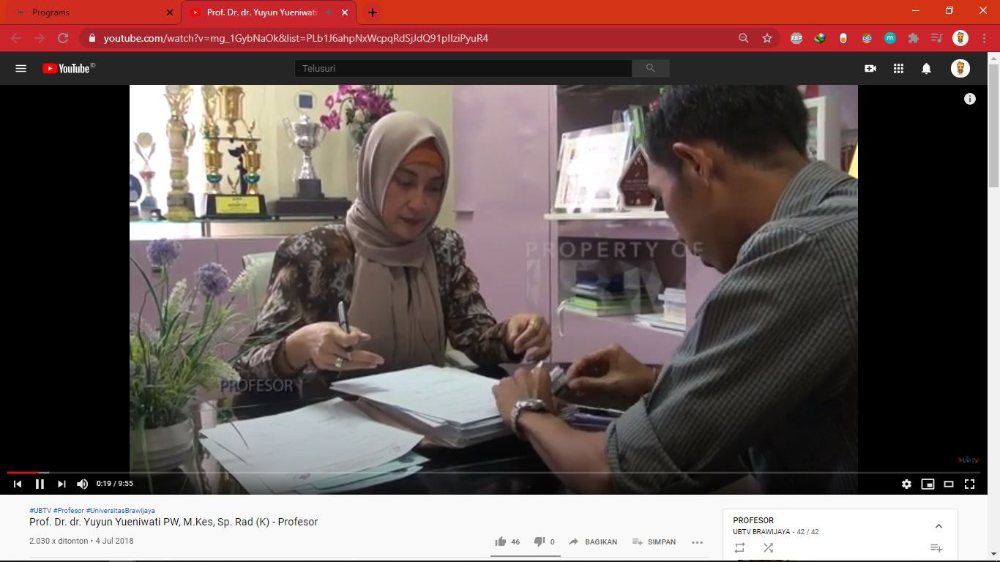 Programs
Prof. Dr. dr. Yuyun Yueniwati
youtube.com/watch?v=mg_1GybNaOk&list=PLb1J6ahpNxWcpqRdSjJdQ91pIIziPyuR4
ABP
m
YouTube ID
Telusuri
PROPERTY OF
PROFESOR
ubtv
0:19 / 9:55
#UBTV #Profesor #UniversitasBrawijaya
Prof. Dr. dr. Yuyun Yueniwati PW, M.Kes, Sp. Rad (K) - Profesor
2.030 x ditonton • 4 Jul 2018
46
0
BAGIKAN
SIMPAN
PROFESOR
UBTV BRAWIJAYA - 42 / 42